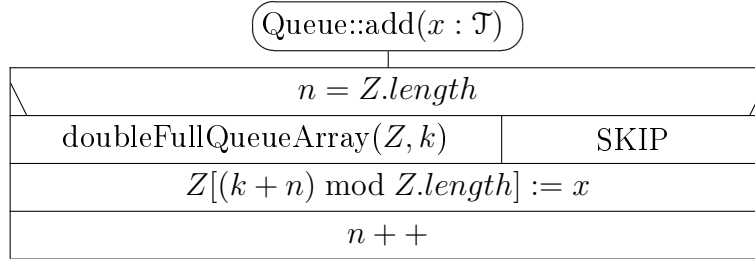 Queue::add(x : 𝒯)
n = Z.length
doubleFullQueueArray(Z, k) SKIP
Z[(k + n) mod Z.length] := x
n + +